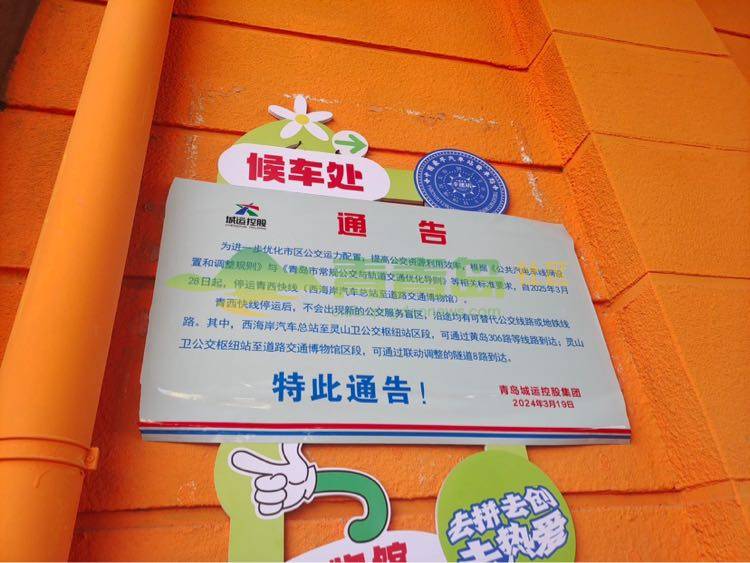 候车处
城运控股
通告
为进一步优化市区公交运力配置，提高公交资源利用效率，根据《公共汽电车线网设
置和调整规则》与《青岛市常规公交与轨道交通优化导则》等相关标准要求，自2025年3月
28日起，停运青西快线（西海岸汽车总站至道路交通博物馆）。
青西快线停运后，不会出现新的公交服务盲区，沿途均有可替代公交线路或地铁线
路。其中，西海岸汽车总站至灵山卫公交枢纽站区段，可通过黄岛306路等线路到达；灵山
卫公交枢纽站至道路交通博物馆区段，可通过联动调整的隧道8路到达。
特此通告！
青岛城运控股集团
2024年3月19日
去拼去创
去热爱